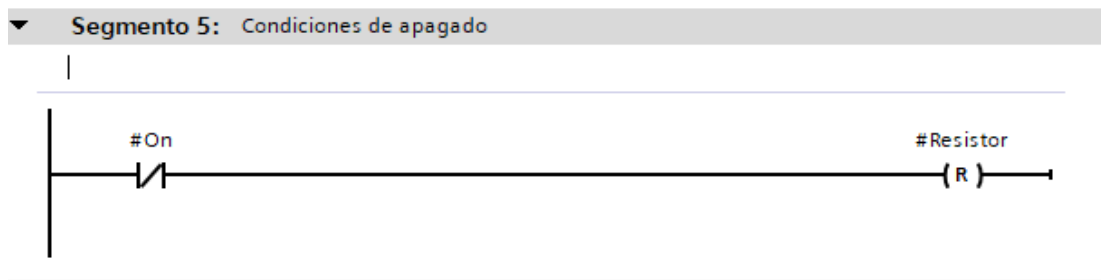 Segmento 5: Condiciones de apagado
#On #Resistor
( R )